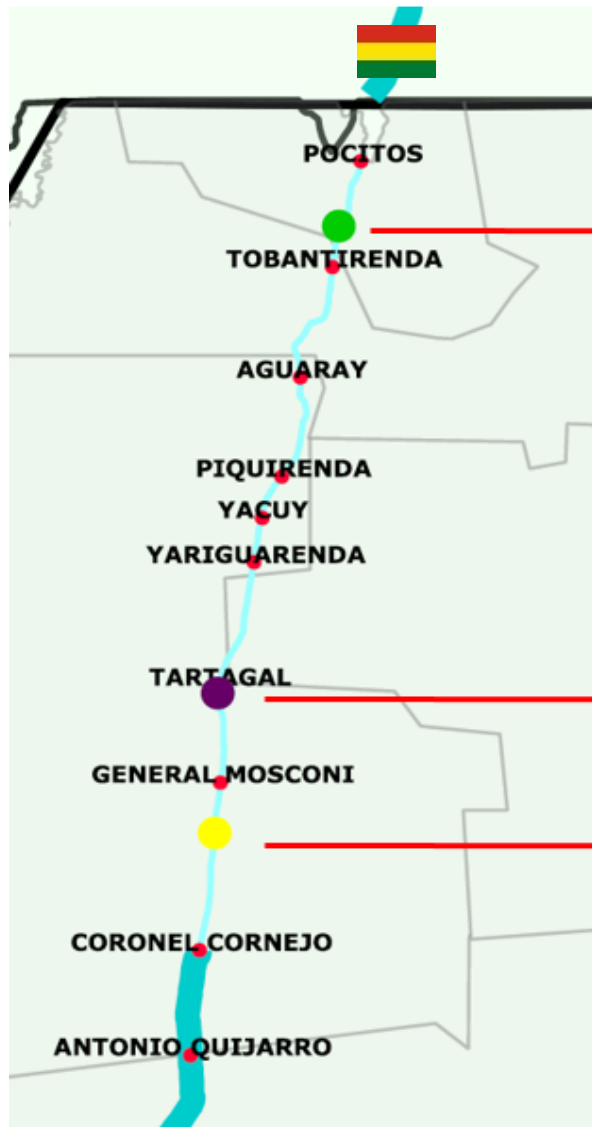 POCITOS
TOBANTIRENDA
AGUARAY
PIQUIRENDA
YACUY
YARIGUARENDA
TARTAGAL
GENERAL MOSCONI
CORONEL CORNEJO
ANTONIO QUIJARRO